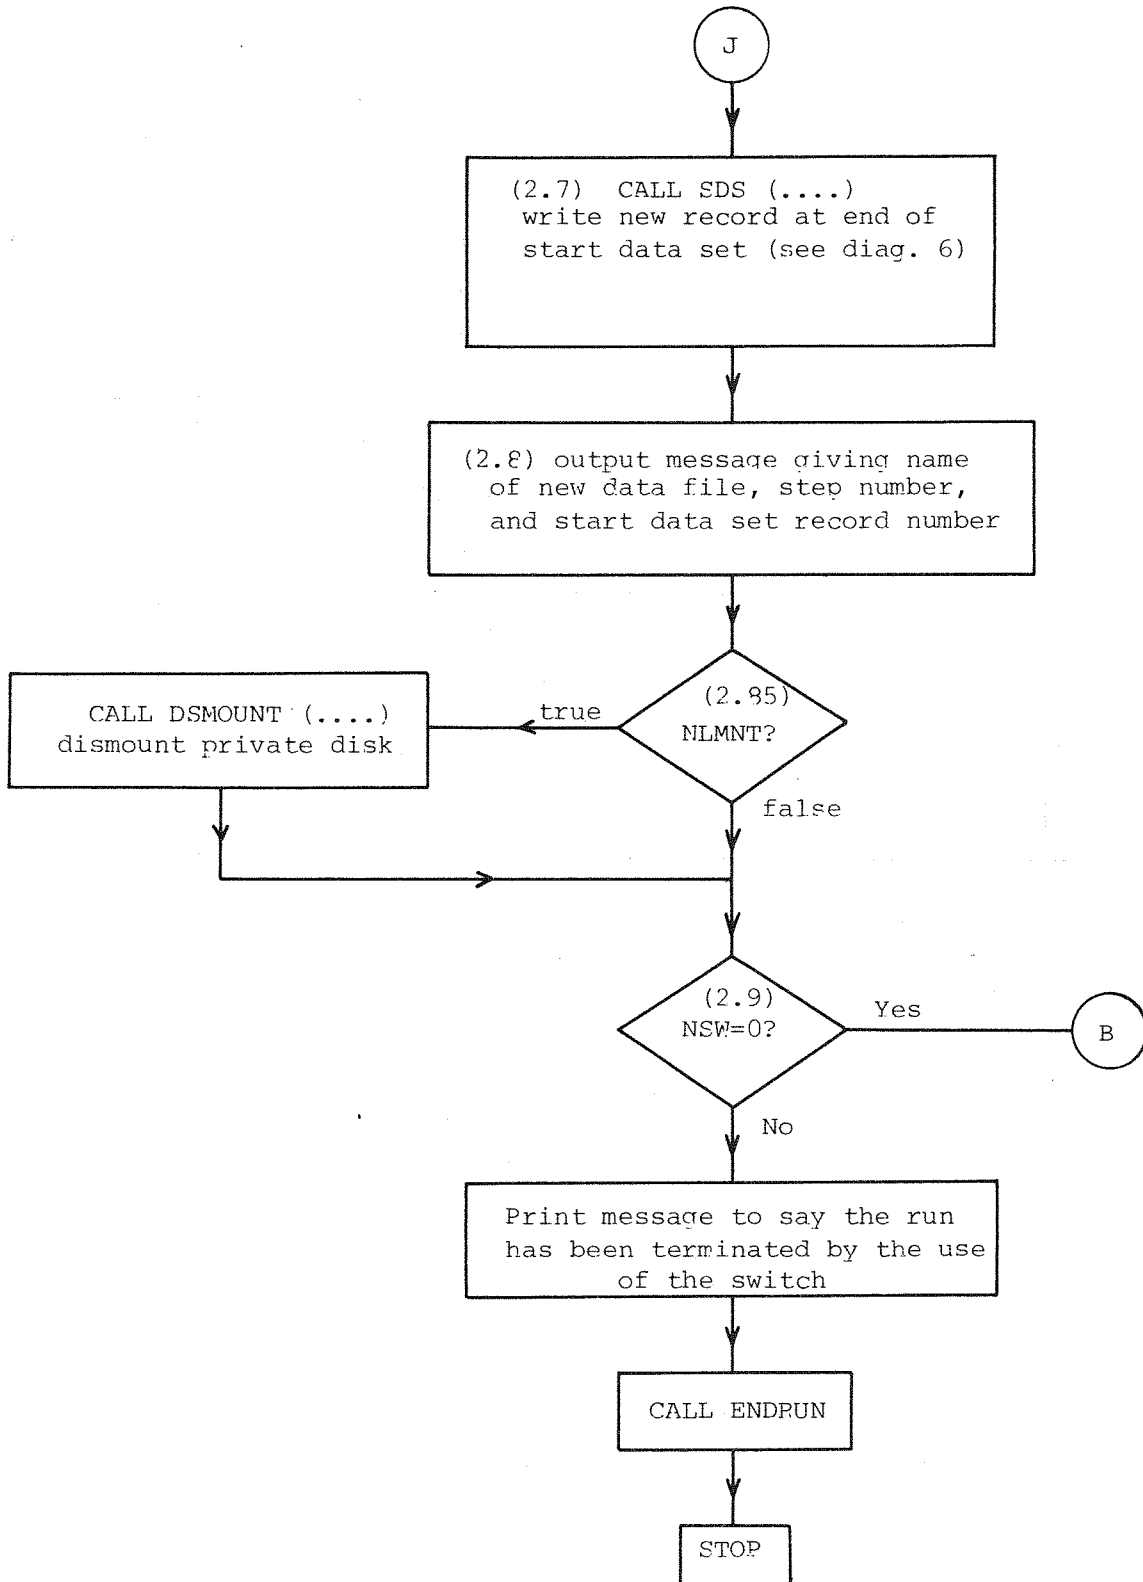 J
(2.7) CALL SDS (....)
write new record at end of
start data set (see diag. 6)
(2.8) output message giving name
of new data file, step number,
and start data set record number
(2.85)
NLMNT?
true
CALL DSMOUNT (....)
dismount private disk
false
(2.9)
NSW=0?
Yes
B
No
Print message to say the run
has been terminated by the use
of the switch
CALL ENDRUN
STOP